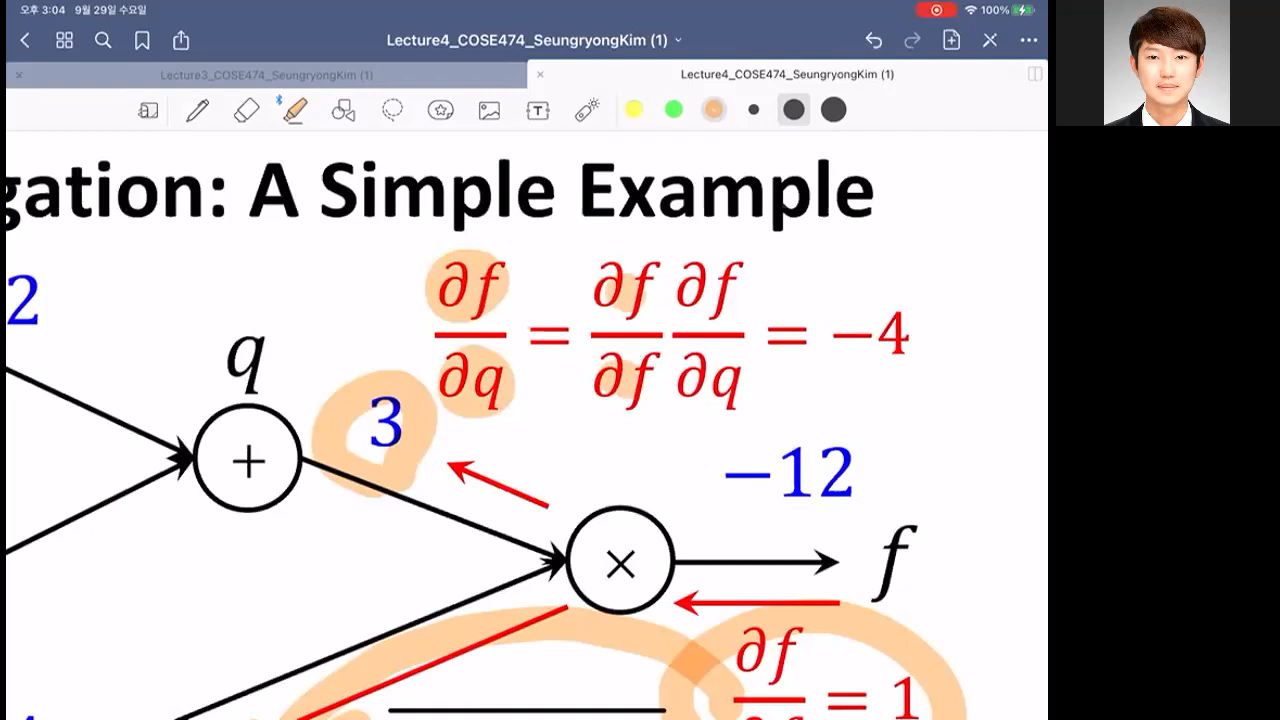 오후 3:04 9월 29일 수요일 100%
Lecture4_COSE474_SeungryongKim (1)
Lecture3_COSE474_SeungryongKim (1) Lecture4_COSE474_SeungryongKim (1)
T
gation: A Simple Example
2
∂f/∂q = ∂f/∂f ∂f/∂q = −4
q
3
+
−12
×
f
∂f/∂f = 1